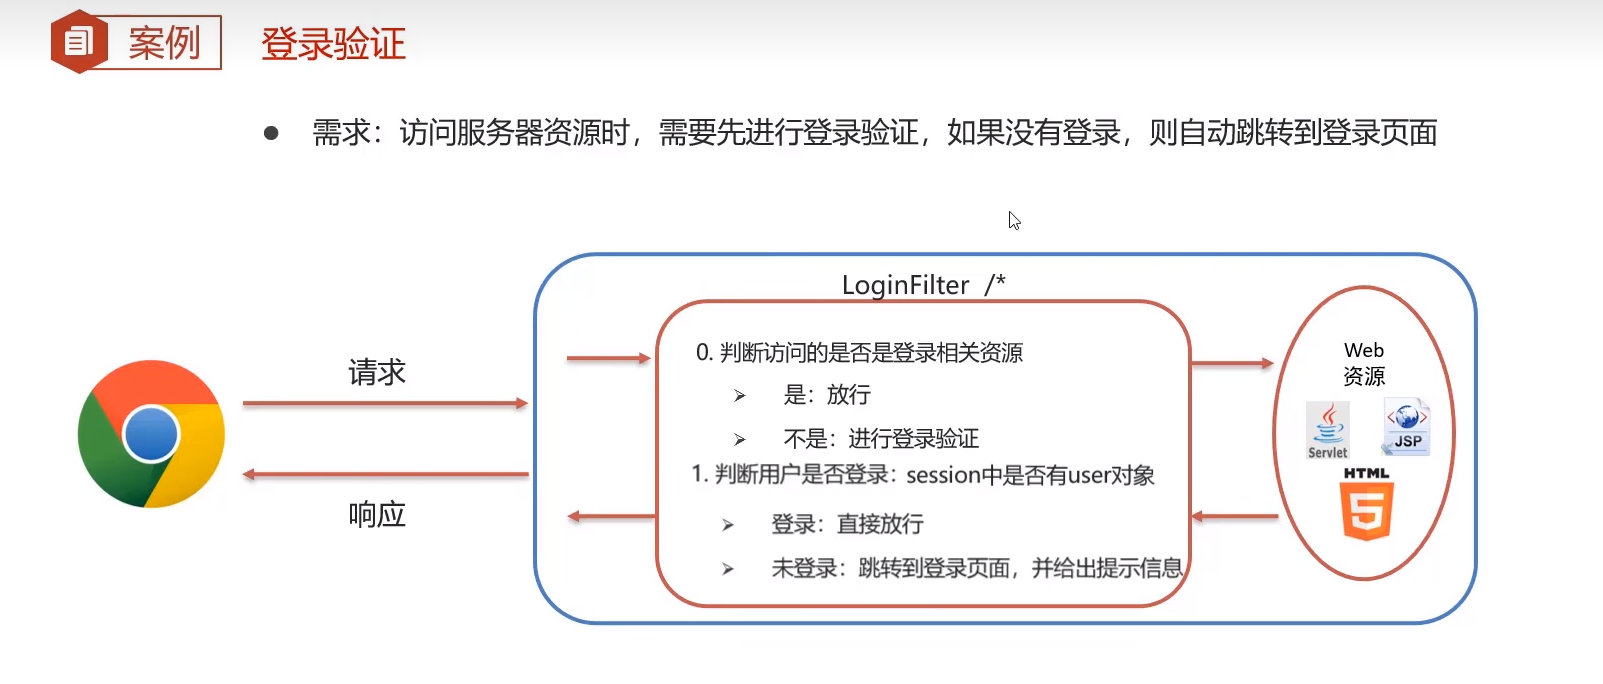 案例 登录验证
● 需求：访问服务器资源时，需要先进行登录验证，如果没有登录，则自动跳转到登录页面
LoginFilter /*
请求
响应
0. 判断访问的是否是登录相关资源
➢ 是：放行
➢ 不是：进行登录验证
1. 判断用户是否登录：session中是否有user对象
➢ 登录：直接放行
➢ 未登录：跳转到登录页面，并给出提示信息
Web
资源
Servlet
JSP
HTML
5